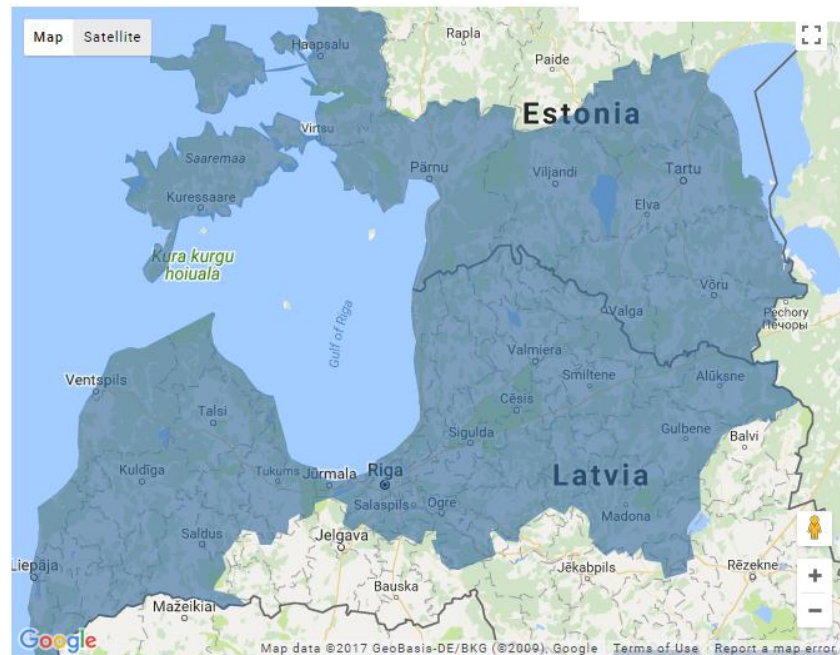 Map Satellite
Haapsalu
Rapla
Paide
Estonia
Virtsu
Saaremaa
Pärnu
Viljandi
Tartu
Kuressaare
Elva
Kura kurgu
hoiuala
Võru
Valga
Pechory
Печоры
Gulf of Riga
Valmiera
Ventspils
Smiltene
Alūksne
Cēsis
Talsi
Sigulda
Gulbene
Balvi
Kuldīga
Tukums
Jūrmala
Riga
Latvia
Salaspils
Ogre
Madona
Saldus
Jelgava
Liepāja
Jēkabpils
Rēzekne
Bauska
Mažeikiai
Google
Map data ©2017 GeoBasis-DE/BKG (©2009), Google Terms of Use Report a map error